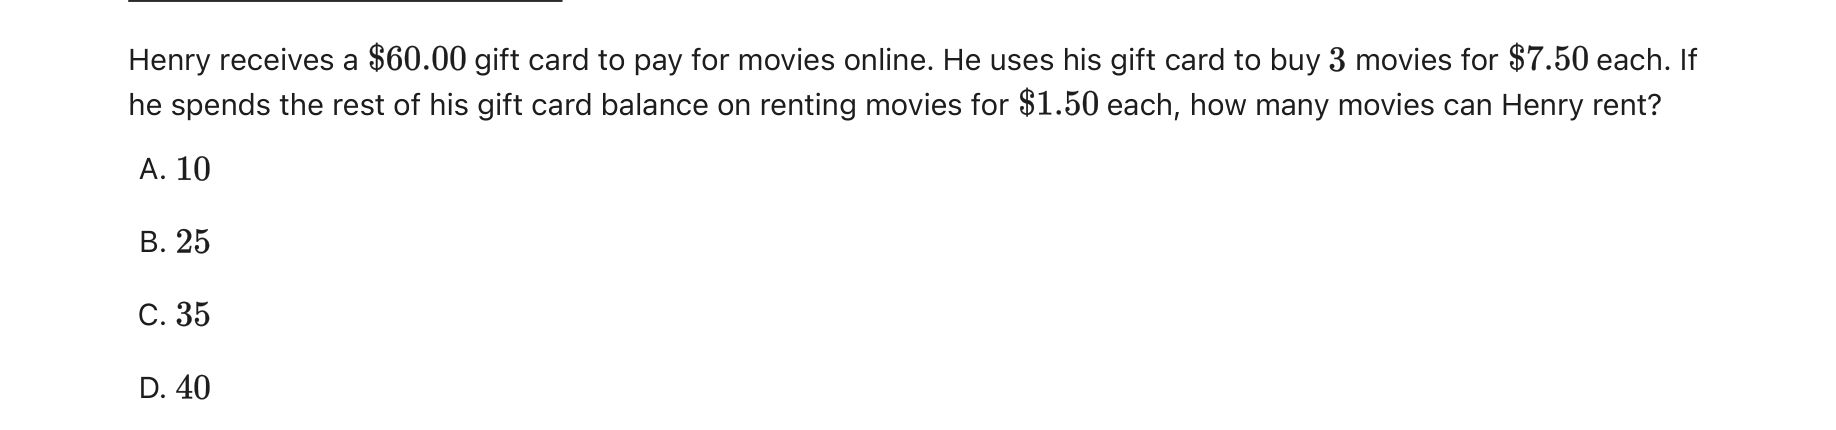 Henry receives a $60.00 gift card to pay for movies online. He uses his gift card to buy 3 movies for $7.50 each. If
he spends the rest of his gift card balance on renting movies for $1.50 each, how many movies can Henry rent?
A. 10
B. 25
C. 35
D. 40